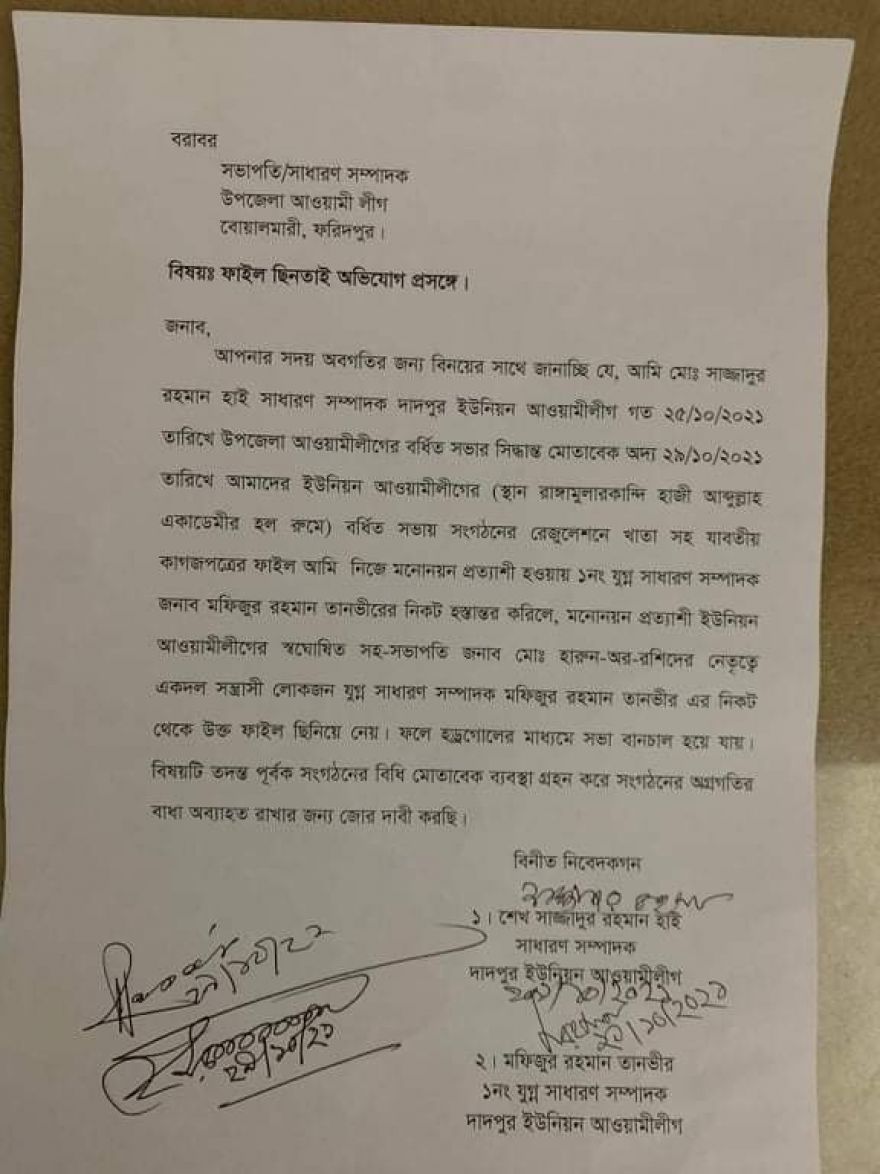 বরাবর
সভাপতি/সাধারণ সম্পাদক
উপজেলা আওয়ামী লীগ
বোয়ালমারী, ফরিদপুর।
বিষয়ঃ ফাইল ছিনতাই অভিযোগ প্রসঙ্গে।
জনাব,
আপনার সদয় অবগতির জন্য বিনয়ের সাথে জানাচ্ছি যে, আমি মোঃ সাজ্জাদুর
রহমান হাই সাধারণ সম্পাদক দাদপুর ইউনিয়ন আওয়ামীলীগ গত ২৫/১০/২০২১
তারিখে উপজেলা আওয়ামীলীগের বর্ধিত সভার সিদ্ধান্ত মোতাবেক অদ্য ২৯/১০/২০২১
তারিখে আমাদের ইউনিয়ন আওয়ামীলীগের (স্থান রাঙ্গামুলারকান্দি হাজী আব্দুল্লাহ
একাডেমীর হল রুমে) বর্ধিত সভায় সংগঠনের রেজুলেশনে খাতা সহ যাবতীয়
কাগজপত্রের ফাইল আমি নিজে মনোনয়ন প্রত্যাশী হওয়ায় ১নং যুগ্ন সাধারণ সম্পাদক
জনাব মফিজুর রহমান তানভীরের নিকট হস্তান্তর করিলে, মনোনয়ন প্রত্যাশী ইউনিয়ন
আওয়ামীলীগের স্বঘোষিত সহ-সভাপতি জনাব মোঃ হারুন-অর-রশিদের নেতৃত্বে
একদল সন্ত্রাসী লোকজন যুগ্ন সাধারণ সম্পাদক মফিজুর রহমান তানভীর এর নিকট
থেকে উক্ত ফাইল ছিনিয়ে নেয়। ফলে হট্টগোলের মাধ্যমে সভা বানচাল হয়ে যায়।
বিষয়টি তদন্ত পূর্বক সংগঠনের বিধি মোতাবেক ব্যবস্থা গ্রহন করে সংগঠনের অগ্রগতির
বাধা অব্যাহত রাখার জন্য জোর দাবী করছি।
বিনীত নিবেদকগন
১। শেখ সাজ্জাদুর রহমান হাই
সাধারণ সম্পাদক
দাদপুর ইউনিয়ন আওয়ামীলীগ
২৯/১০/২০২১
২৯/১০/২০২১
২৯/১০/২১
২। মফিজুর রহমান তানভীর
১নং যুগ্ন সাধারণ সম্পাদক
দাদপুর ইউনিয়ন আওয়ামীলীগ